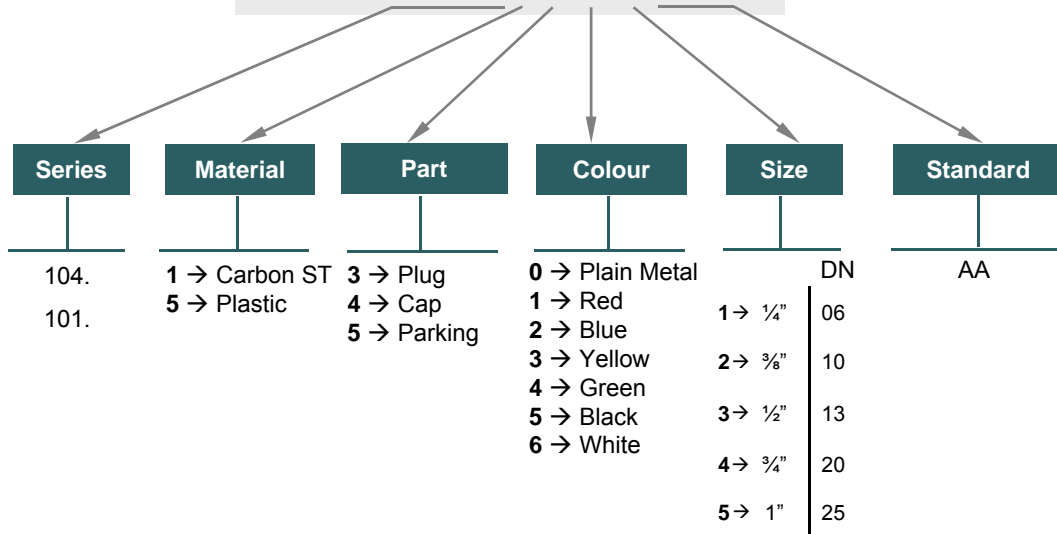 Series
Material
Part
Colour
Size
Standard
104.
101.
1 → Carbon ST
5 → Plastic
3 → Plug
4 → Cap
5 → Parking
0 → Plain Metal
1 → Red
2 → Blue
3 → Yellow
4 → Green
5 → Black
6 → White
DN
1→ ¼” 06
2→ ⅜” 10
3→ ½” 13
4→ ¾” 20
5→ 1” 25
AA